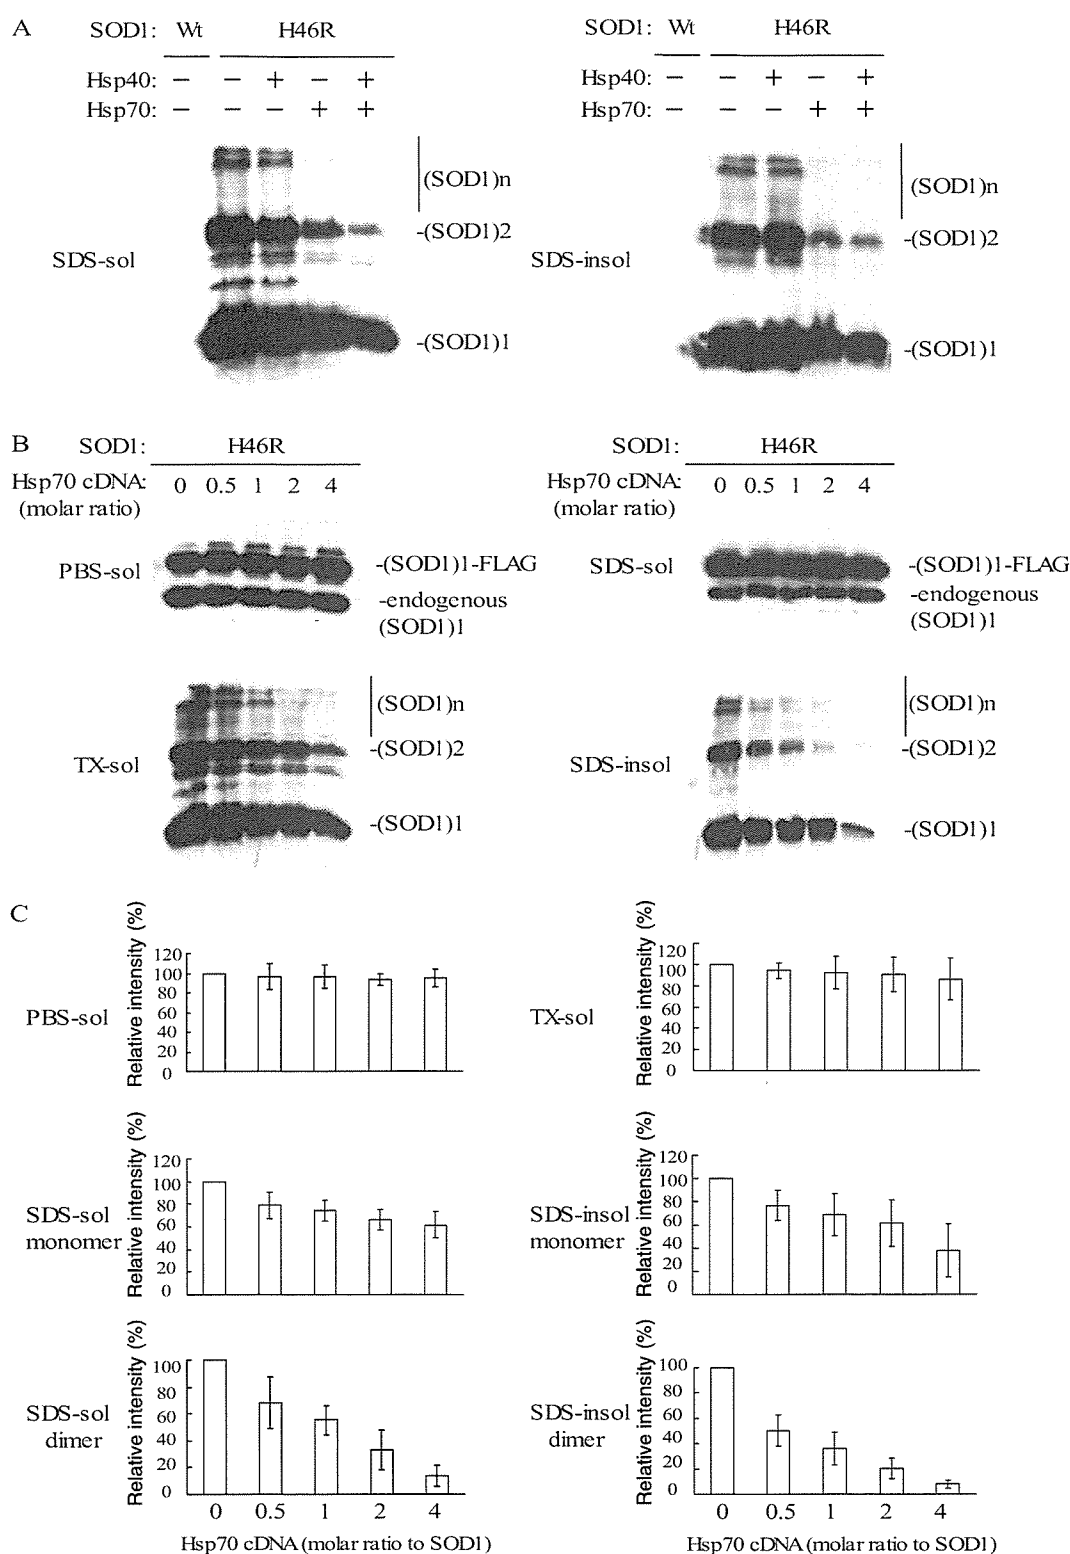 A
SOD1: Wt H46R
Hsp40: − − + − +
Hsp70: − − − + +
SDS-sol
(SOD1)n
-(SOD1)2
-(SOD1)1
SOD1: Wt H46R
Hsp40: − − + − +
Hsp70: − − − + +
SDS-insol
(SOD1)n
-(SOD1)2
-(SOD1)1
B
SOD1: H46R
Hsp70 cDNA: 0 0.5 1 2 4
(molar ratio)
PBS-sol
-(SOD1)1-FLAG
-endogenous
(SOD1)1
TX-sol
(SOD1)n
-(SOD1)2
-(SOD1)1
SOD1: H46R
Hsp70 cDNA: 0 0.5 1 2 4
(molar ratio)
SDS-sol
-(SOD1)1-FLAG
-endogenous
(SOD1)1
SDS-insol
(SOD1)n
-(SOD1)2
-(SOD1)1
C
PBS-sol
Relative intensity (%)
120
100
80
60
40
20
0
TX-sol
Relative intensity (%)
120
100
80
60
40
20
0
SDS-sol
monomer
Relative intensity (%)
120
100
80
60
40
20
0
SDS-insol
monomer
Relative intensity (%)
120
100
80
60
40
20
0
SDS-sol
dimer
Relative intensity (%)
100
80
60
40
20
0
0 0.5 1 2 4
Hsp70 cDNA (molar ratio to SOD1)
SDS-insol
dimer
Relative intensity (%)
100
80
60
40
20
0
0 0.5 1 2 4
Hsp70 cDNA (molar ratio to SOD1)